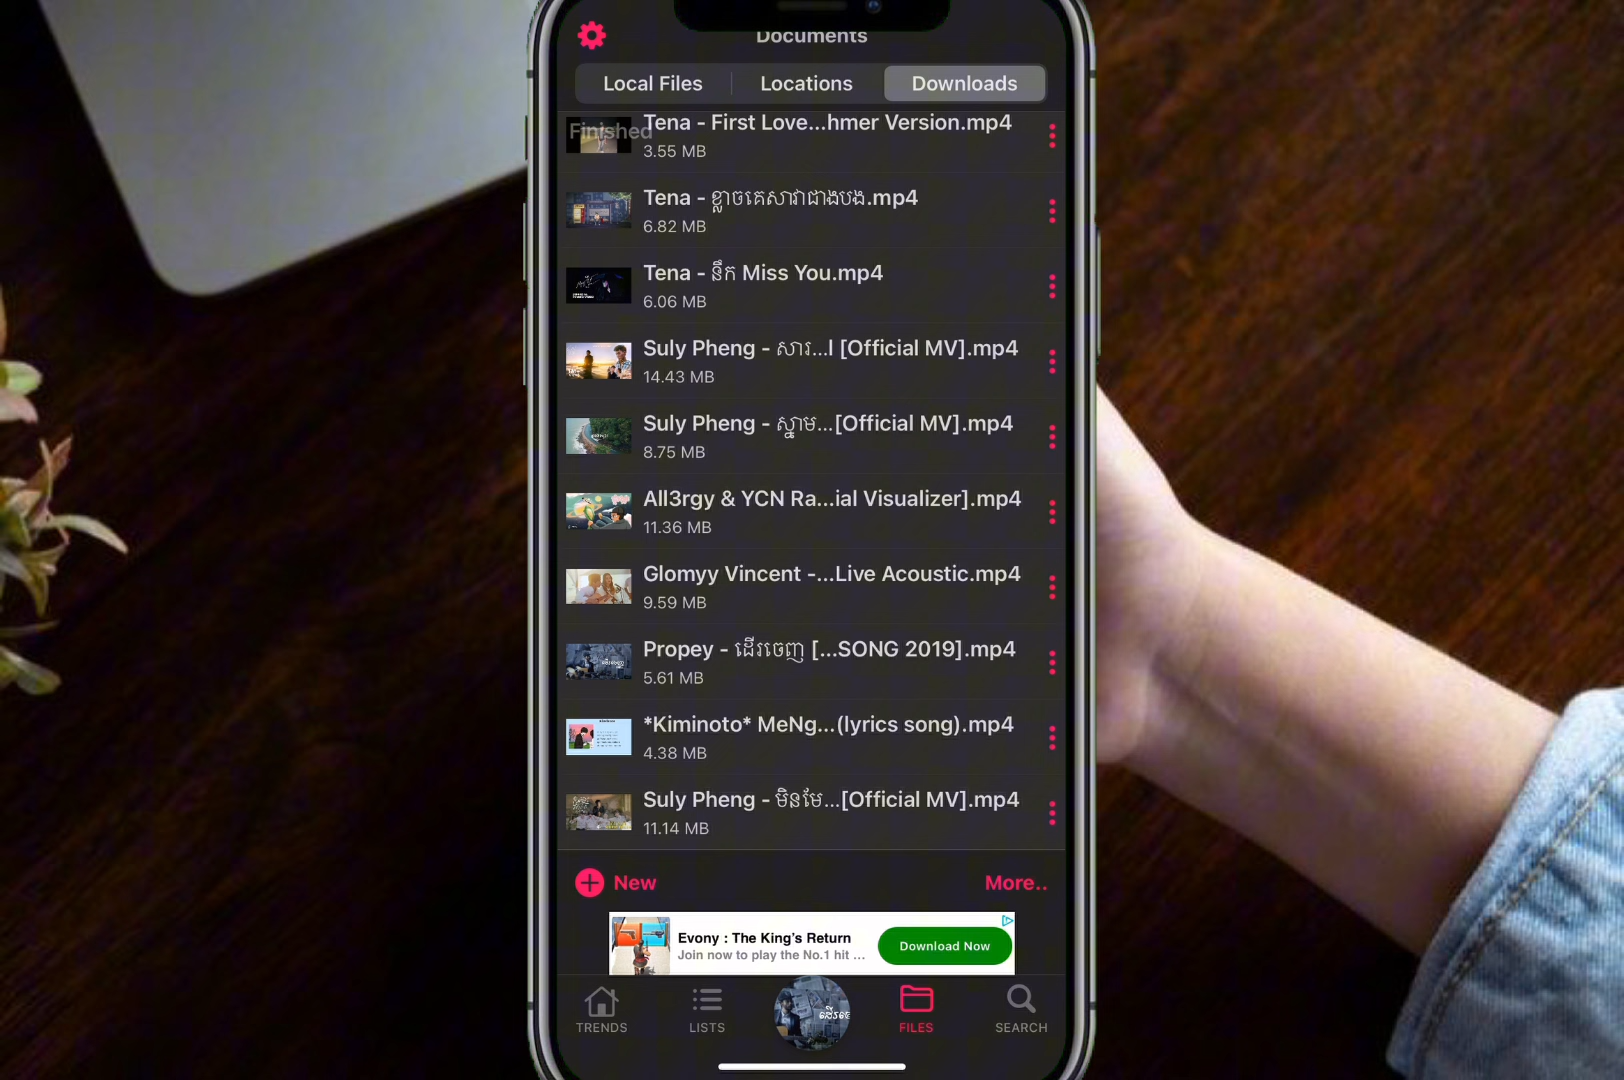 Documents
Local Files
Locations
Downloads
Finished
Tena - First Love...hmer Version.mp4
3.55 MB
Tena - ខ្លាចគេសាវាជាងបង.mp4
6.82 MB
Tena - នឹក Miss You.mp4
6.06 MB
Suly Pheng - សារ...l [Official MV].mp4
14.43 MB
Suly Pheng - ស្នាម...[Official MV].mp4
8.75 MB
All3rgy & YCN Ra...ial Visualizer].mp4
11.36 MB
Glomyy Vincent -...Live Acoustic.mp4
9.59 MB
Propey - ដើរចេញ [...SONG 2019].mp4
5.61 MB
*Kiminoto* MeNg...(lyrics song).mp4
4.38 MB
Suly Pheng - មិនមែ...[Official MV].mp4
11.14 MB
New
More..
Evony : The King's Return
Join now to play the No.1 hit ...
Download Now
TRENDS
LISTS
FILES
SEARCH